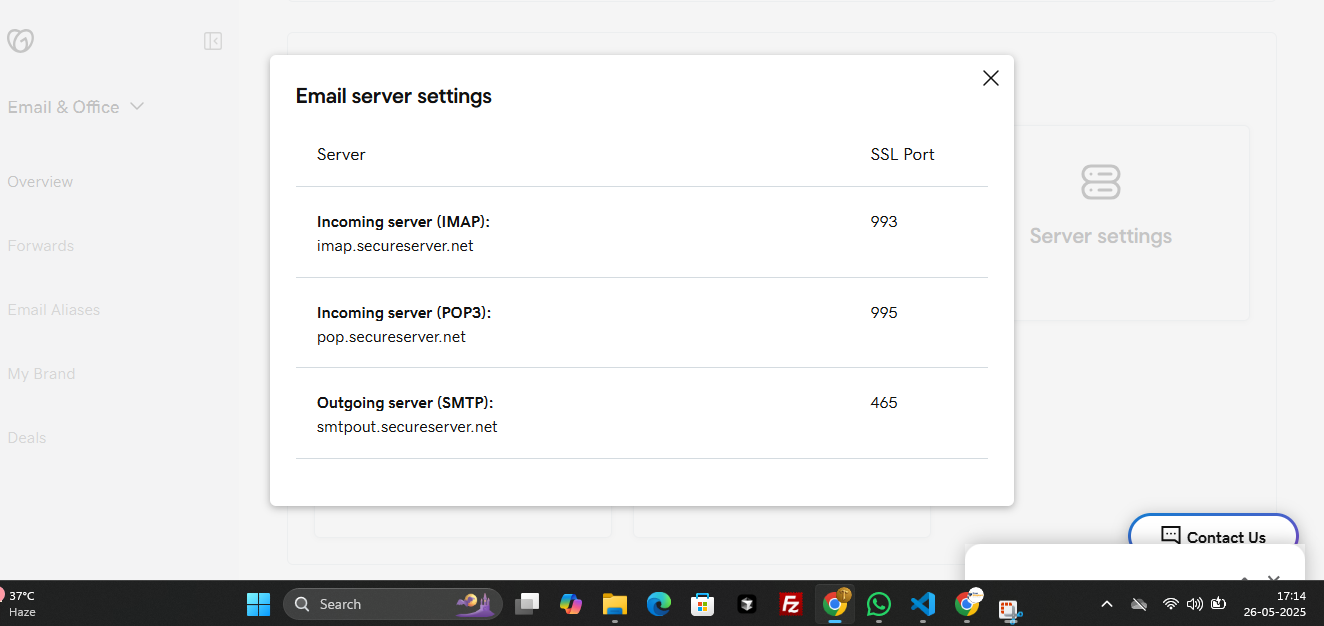 Email & Office
Overview
Forwards
Email Aliases
My Brand
Deals
Email server settings
Server SSL Port
Incoming server (IMAP): 993
imap.secureserver.net
Incoming server (POP3): 995
pop.secureserver.net
Outgoing server (SMTP): 465
smtpout.secureserver.net
Server settings
Contact Us
37°C
Haze
Search
Fz
17:14
26-05-2025